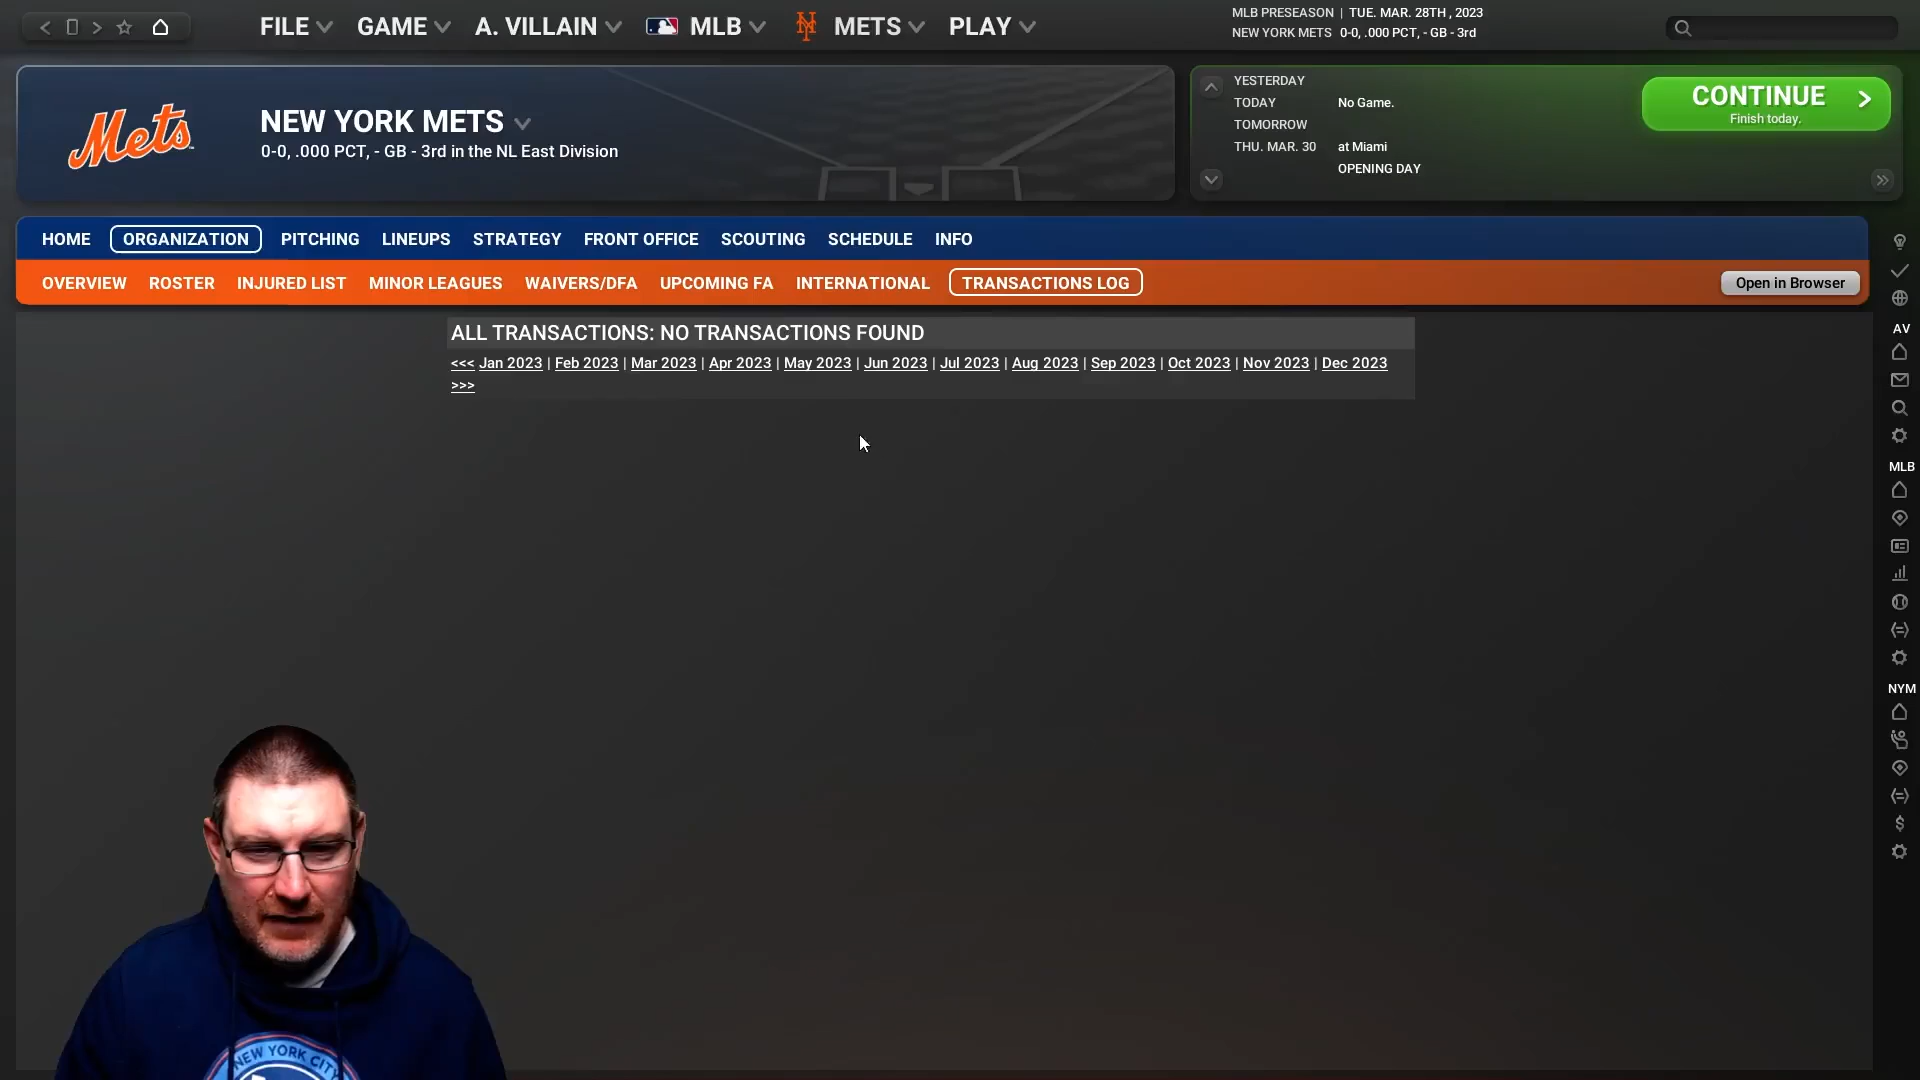 FILE GAME A. VILLAIN MLB METS PLAY
MLB PRESEASON | TUE. MAR. 28TH , 2023
NEW YORK METS 0-0, .000 PCT, - GB - 3rd
Mets
NEW YORK METS
0-0, .000 PCT, - GB - 3rd in the NL East Division
YESTERDAY
TODAY No Game.
TOMORROW
THU. MAR. 30 at Miami
OPENING DAY
CONTINUE
Finish today.
HOME ORGANIZATION PITCHING LINEUPS STRATEGY FRONT OFFICE SCOUTING SCHEDULE INFO
OVERVIEW ROSTER INJURED LIST MINOR LEAGUES WAIVERS/DFA UPCOMING FA INTERNATIONAL TRANSACTIONS LOG Open in Browser
ALL TRANSACTIONS: NO TRANSACTIONS FOUND
<<< Jan 2023 | Feb 2023 | Mar 2023 | Apr 2023 | May 2023 | Jun 2023 | Jul 2023 | Aug 2023 | Sep 2023 | Oct 2023 | Nov 2023 | Dec 2023
>>>
AV
MLB
NYM
NEW YORK CITY